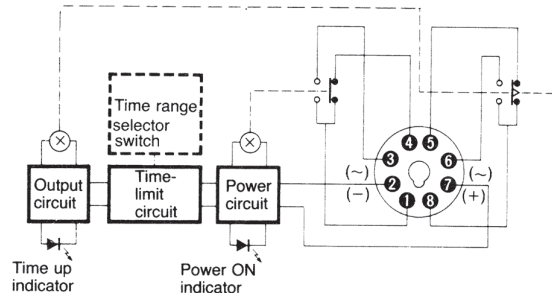 Time range
selector
switch
Output
circuit
Time-
limit
circuit
Power
circuit
Time up
indicator
Power ON
indicator
4 5
3 6
(~) (~)
2 7
(−) (+)
1 8